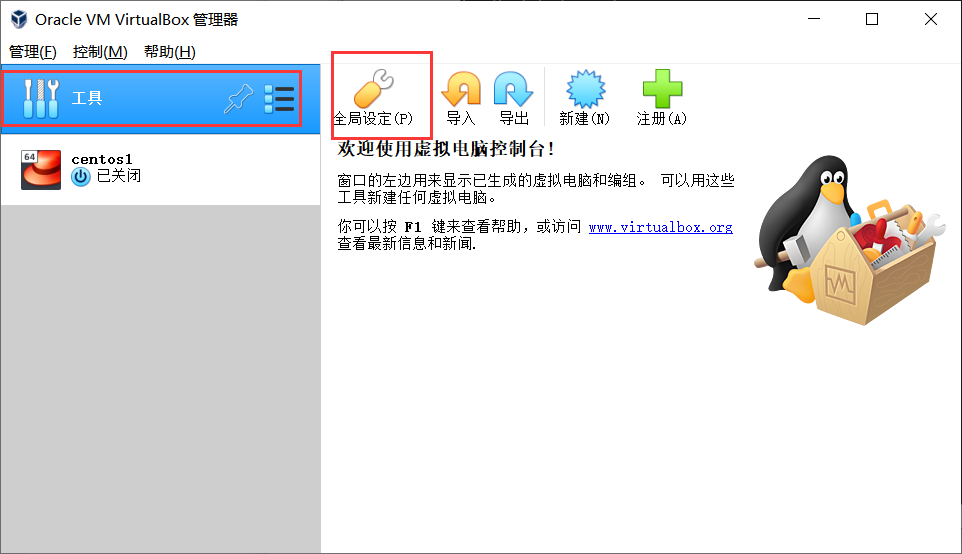 Oracle VM VirtualBox 管理器
管理(F) 控制(M) 帮助(H)
工具
全局设定(P) 导入 导出 新建(N) 注册(A)
64
centos1
已关闭
欢迎使用虚拟电脑控制台!
窗口的左边用来显示已生成的虚拟电脑和编组。 可以用这些
工具新建任何虚拟电脑。
你可以按 F1 键来查看帮助，或访问 www.virtualbox.org
查看最新信息和新闻.